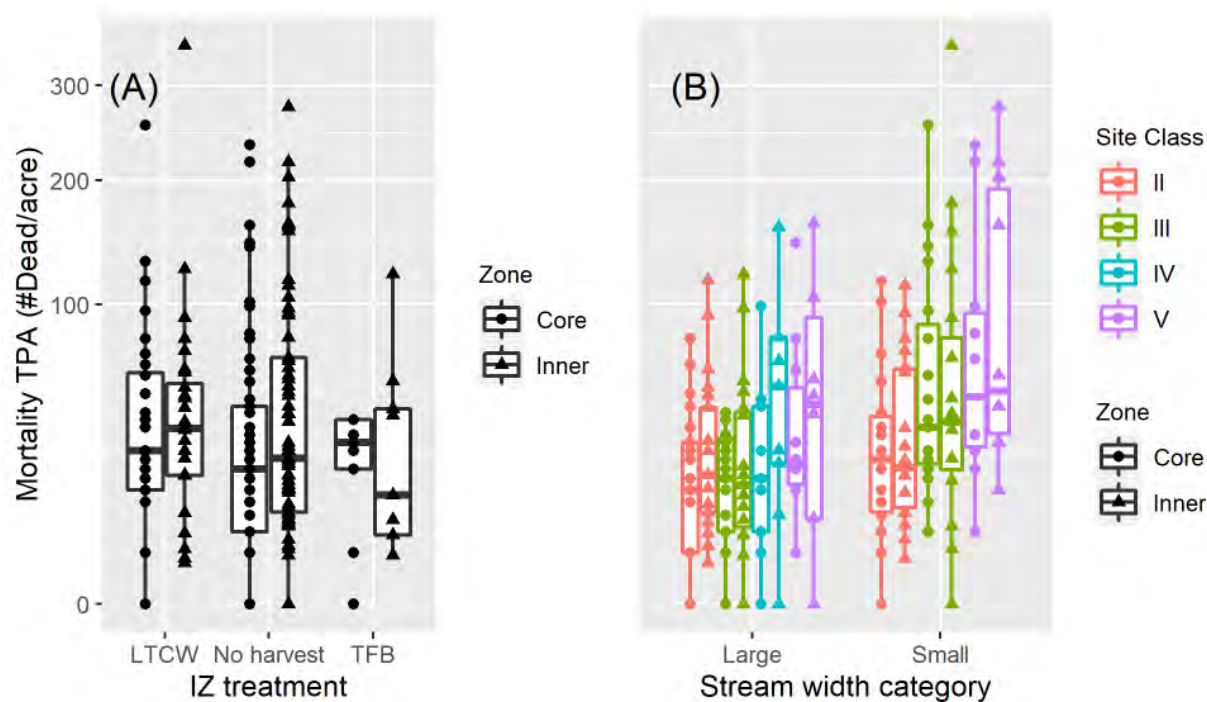 (A)
(B)
Mortality TPA (#Dead/acre)
300
200
100
0
LTCW No harvest TFB
IZ treatment
Zone
Core
Inner
Large Small
Stream width category
Site Class
II
III
IV
V
Zone
Core
Inner